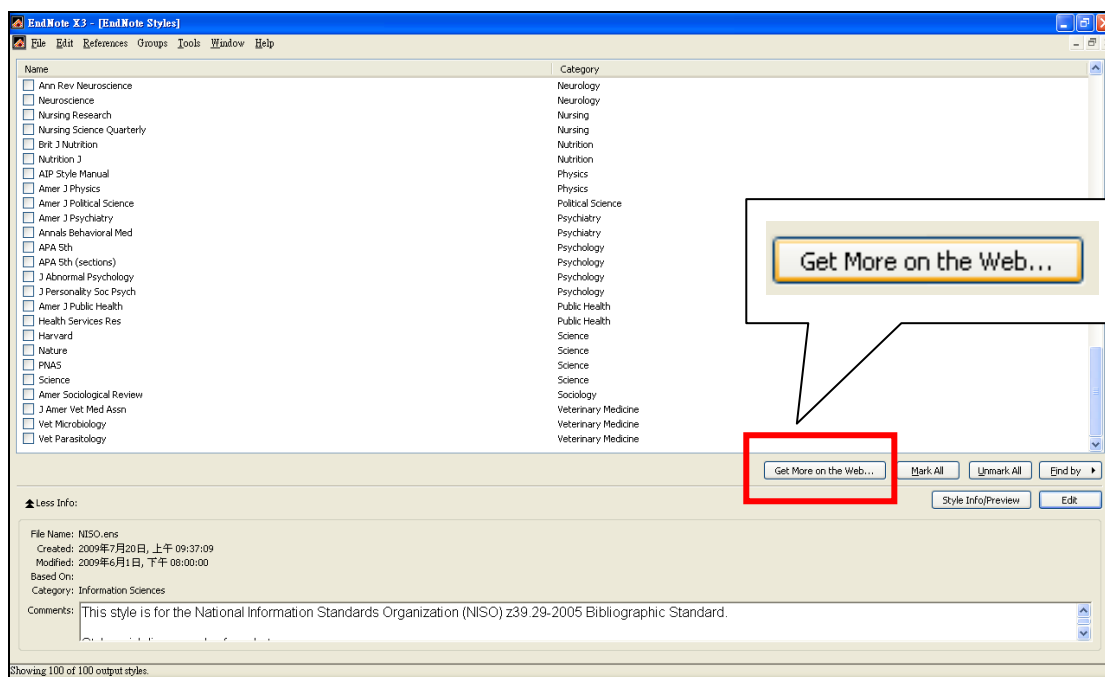 EndNote X3 - [EndNote Styles]
File Edit References Groups Tools Window Help
Name Category
Ann Rev Neuroscience Neurology
Neuroscience Neurology
Nursing Research Nursing
Nursing Science Quarterly Nursing
Brit J Nutrition Nutrition
Nutrition J Nutrition
AIP Style Manual Physics
Amer J Physics Physics
Amer J Political Science Political Science
Amer J Psychiatry Psychiatry
Annals Behavioral Med Psychiatry
APA 5th Psychology
APA 5th (sections) Psychology
J Abnormal Psychology Psychology
J Personality Soc Psych Psychology
Amer J Public Health Public Health
Health Services Res Public Health
Harvard Science
Nature Science
PNAS Science
Science Science
Amer Sociological Review Sociology
J Amer Vet Med Assn Veterinary Medicine
Vet Microbiology Veterinary Medicine
Vet Parasitology Veterinary Medicine
Get More on the Web...
Get More on the Web... Mark All Unmark All Find by
Less Info: Style Info/Preview Edit
File Name: NISO.ens
Created: 2009年7月20日, 上午 09:37:09
Modified: 2009年6月1日, 下午 08:00:00
Based On:
Category: Information Sciences
Comments: This style is for the National Information Standards Organization (NISO) z39.29-2005 Bibliographic Standard.
Showing 100 of 100 output styles.